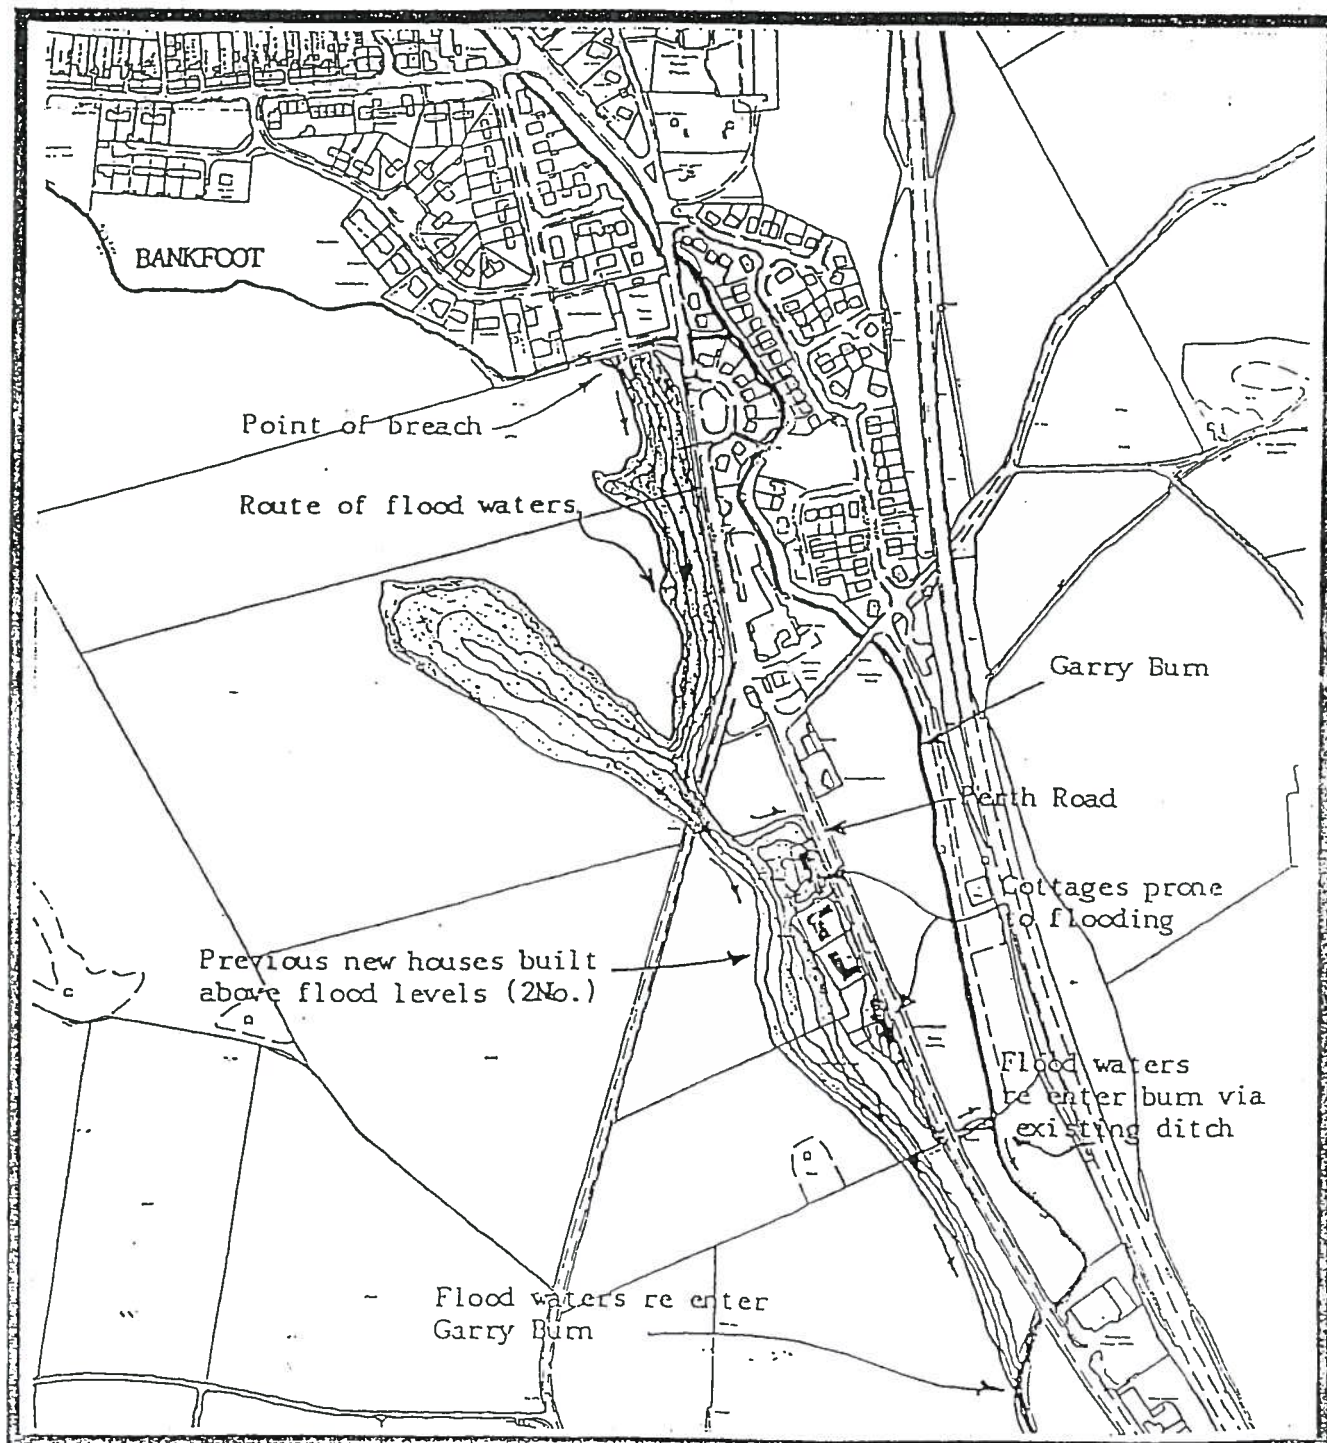 BANKFOOT
Point of breach
Route of flood waters
Garry Burn
Perth Road
Cottages prone
to flooding
Previous new houses built
above flood levels (2No.)
Flood waters
re enter burn via
existing ditch
Flood waters re enter
Garry Burn